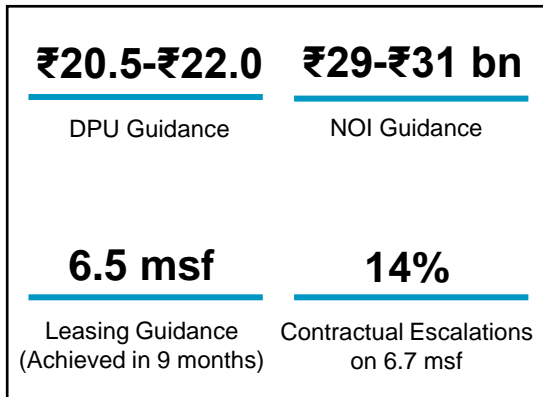 ₹20.5-₹22.0
DPU Guidance
₹29-₹31 bn
NOI Guidance
6.5 msf
Leasing Guidance
(Achieved in 9 months)
14%
Contractual Escalations
on 6.7 msf